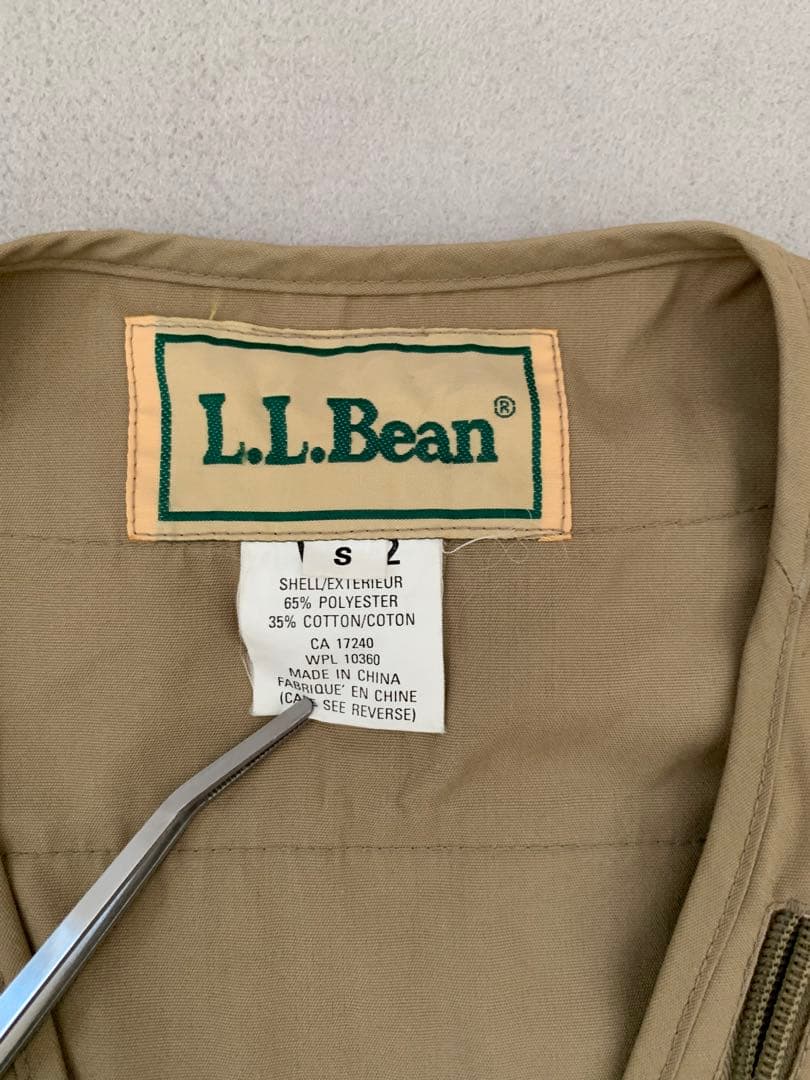 L.L.Bean®
S 2
SHELL/EXTERIEUR
65% POLYESTER
35% COTTON/COTON
CA 17240
WPL 10360
MADE IN CHINA
FABRIQUE' EN CHINE
SEE REVERSE)